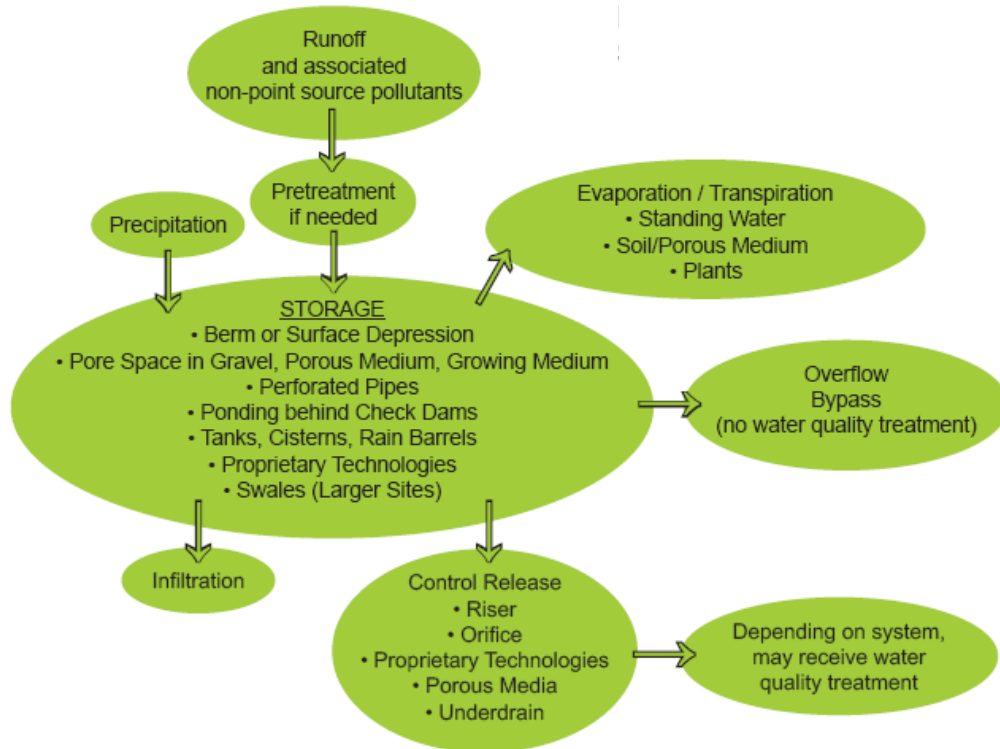 Runoff
and associated
non-point source pollutants
Pretreatment
if needed
Precipitation
Evaporation / Transpiration
• Standing Water
• Soil/Porous Medium
• Plants
STORAGE
• Berm or Surface Depression
• Pore Space in Gravel, Porous Medium, Growing Medium
• Perforated Pipes
• Ponding behind Check Dams
• Tanks, Cisterns, Rain Barrels
• Proprietary Technologies
• Swales (Larger Sites)
Overflow
Bypass
(no water quality treatment)
Infiltration
Control Release
• Riser
• Orifice
• Proprietary Technologies
• Porous Media
• Underdrain
Depending on system,
may receive water
quality treatment